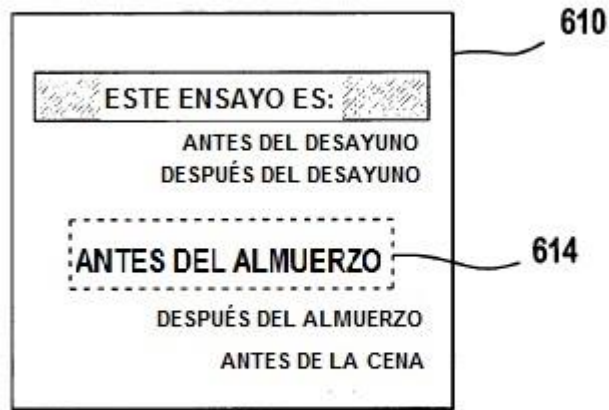 610
ESTE ENSAYO ES:
ANTES DEL DESAYUNO
DESPUÉS DEL DESAYUNO
ANTES DEL ALMUERZO
614
DESPUÉS DEL ALMUERZO
ANTES DE LA CENA